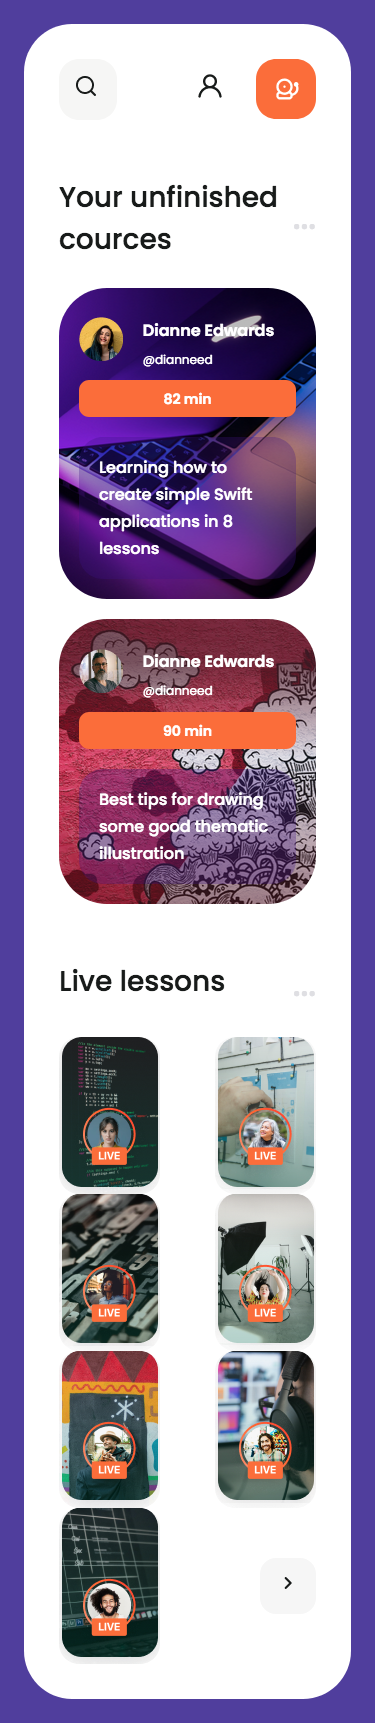 Your unfinished
cources
Dianne Edwards
@dianneed
82 min
Learning how to
create simple Swift
applications in 8
lessons
Dianne Edwards
@dianneed
90 min
Best tips for drawing
some good thematic
illustration
Live lessons
LIVE
LIVE
LIVE
LIVE
LIVE
LIVE
LIVE